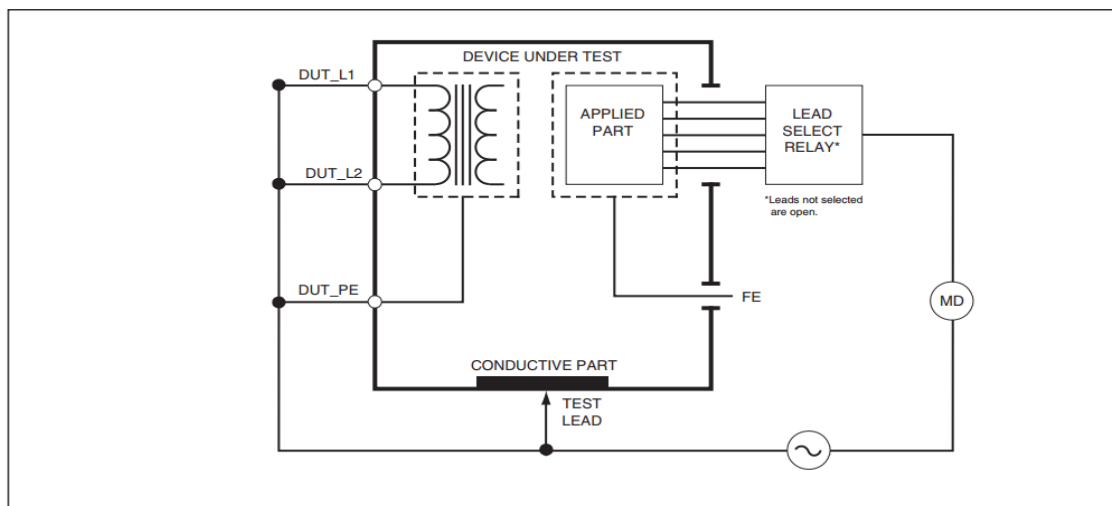 DEVICE UNDER TEST
DUT_L1
APPLIED
PART
LEAD
SELECT
RELAY*
DUT_L2
*Leads not selected
are open.
DUT_PE
FE
MD
CONDUCTIVE PART
TEST
LEAD